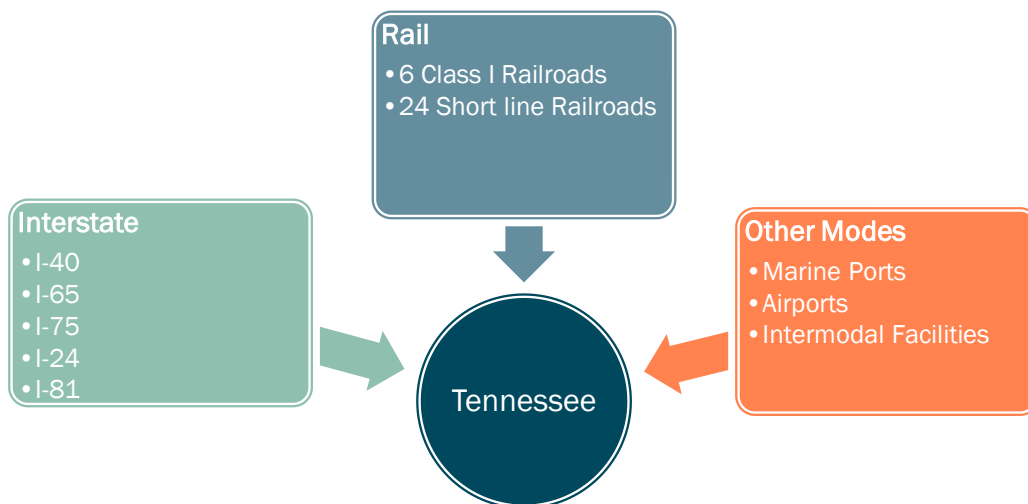 Rail
• 6 Class I Railroads
• 24 Short line Railroads
Interstate
• I-40
• I-65
• I-75
• I-24
• I-81
Other Modes
• Marine Ports
• Airports
• Intermodal Facilities
Tennessee